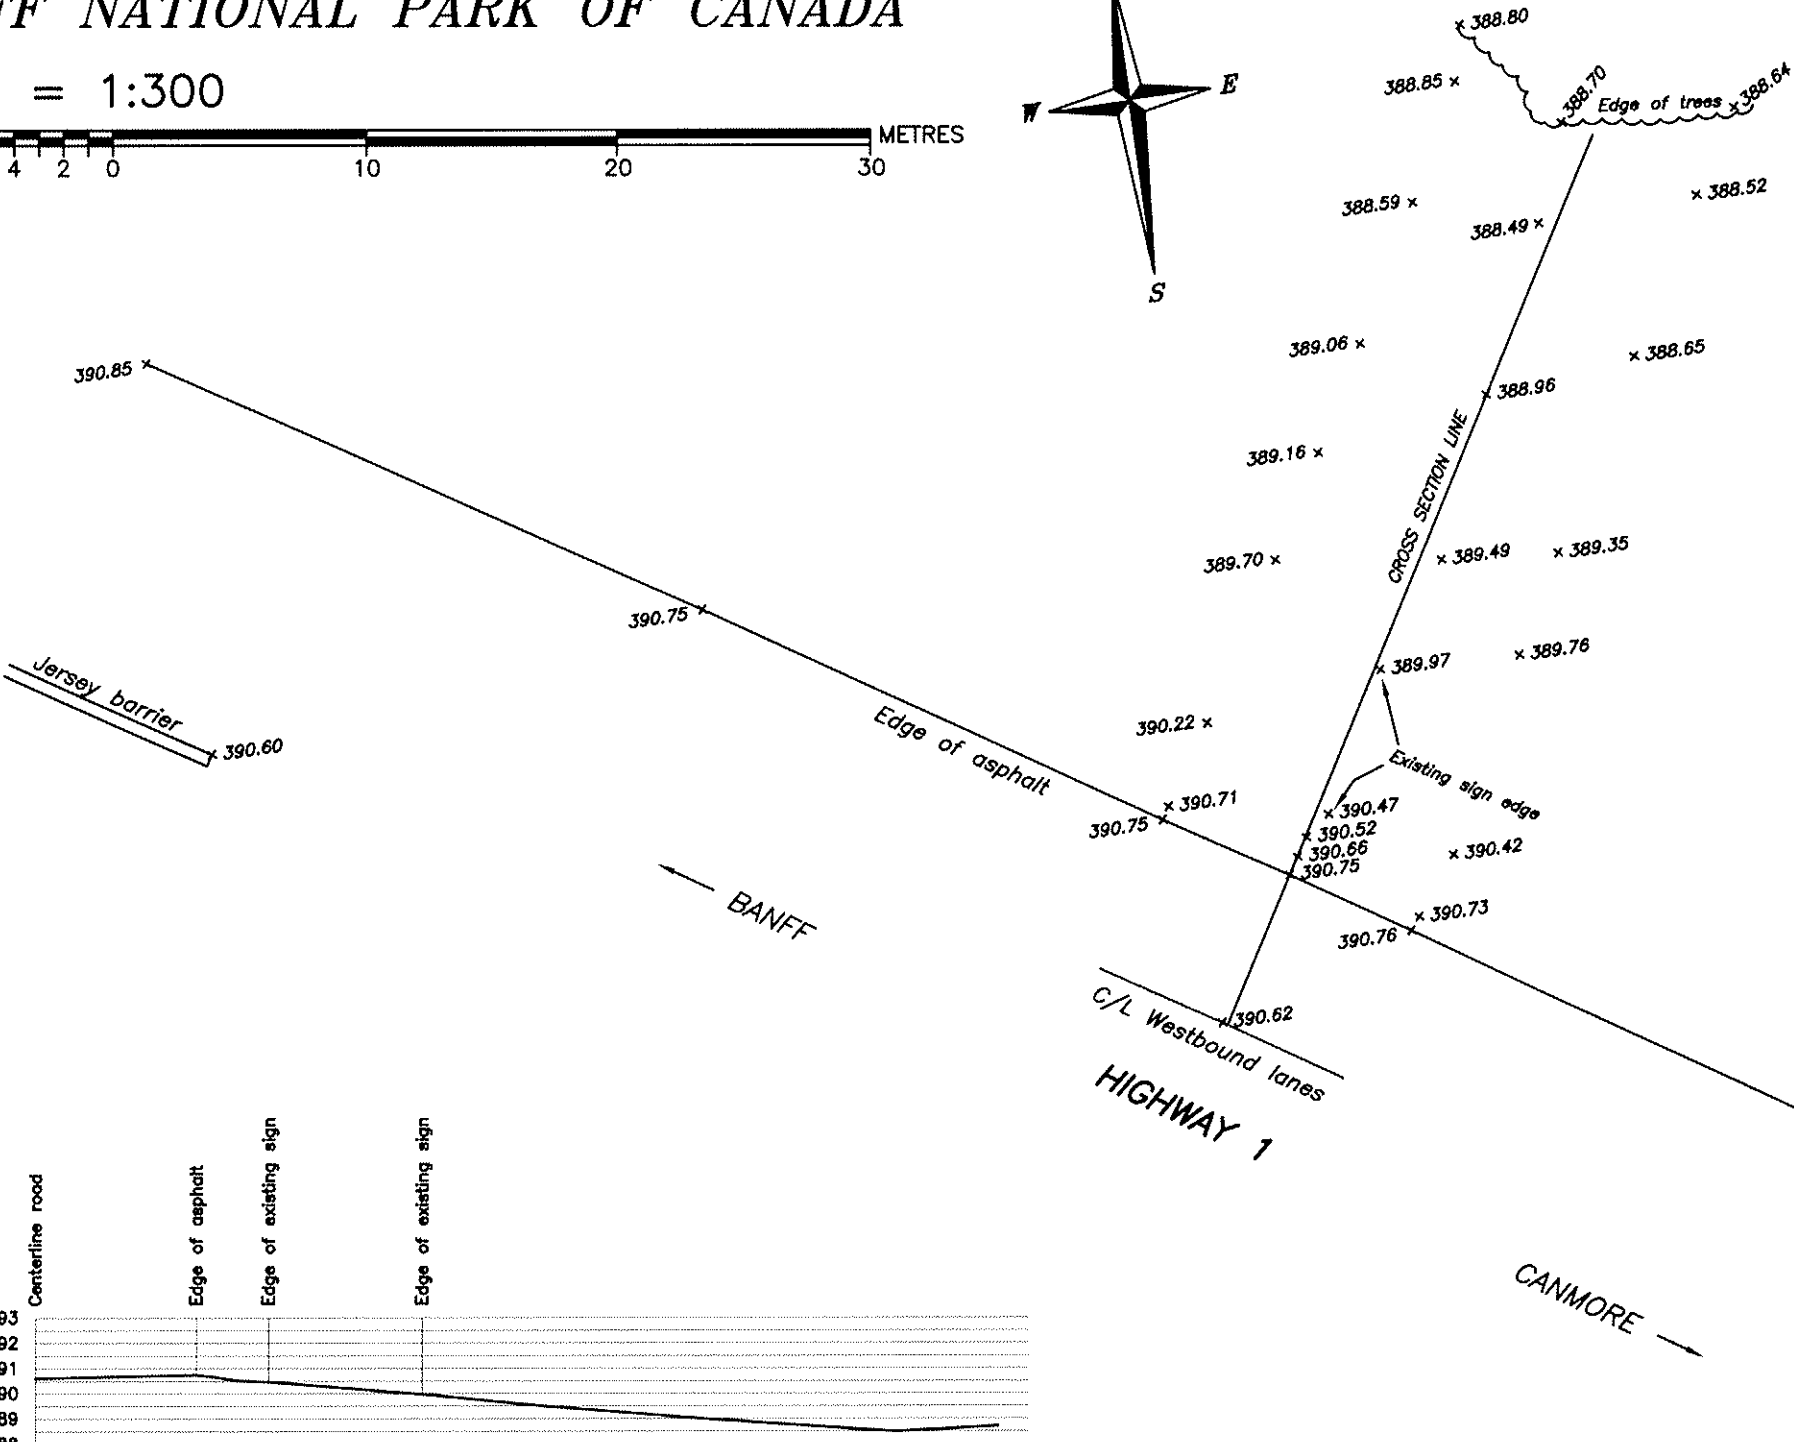 FF NATIONAL PARK OF CANADA
= 1:300
METRES
4 2 0 10 20 30
W E
S
388.80
388.85
388.70
Edge of trees
388.64
388.59
388.49
388.52
389.06
388.65
388.96
389.16
CROSS SECTION LINE
389.70
389.49
389.35
389.97
389.76
390.85
390.75
Jersey barrier
390.60
Edge of asphalt
390.22
Existing sign edge
390.71
390.75
390.47
390.52
390.66
390.75
390.42
390.73
390.76
BANFF
390.62
C/L Westbound lanes
HIGHWAY 1
CANMORE
Centerline road
Edge of asphalt
Edge of existing sign
Edge of existing sign
93
92
91
90
89